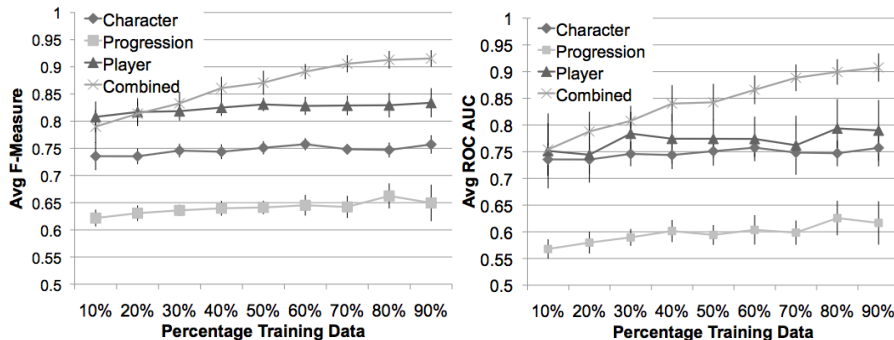 Character
Progression
Player
Combined
1
0.95
0.9
0.85
0.8
0.75
0.7
0.65
0.6
0.55
0.5
Avg F-Measure
10% 20% 30% 40% 50% 60% 70% 80% 90%
Percentage Training Data
Character
Progression
Player
Combined
1
0.95
0.9
0.85
0.8
0.75
0.7
0.65
0.6
0.55
0.5
Avg ROC AUC
10% 20% 30% 40% 50% 60% 70% 80% 90%
Percentage Training Data